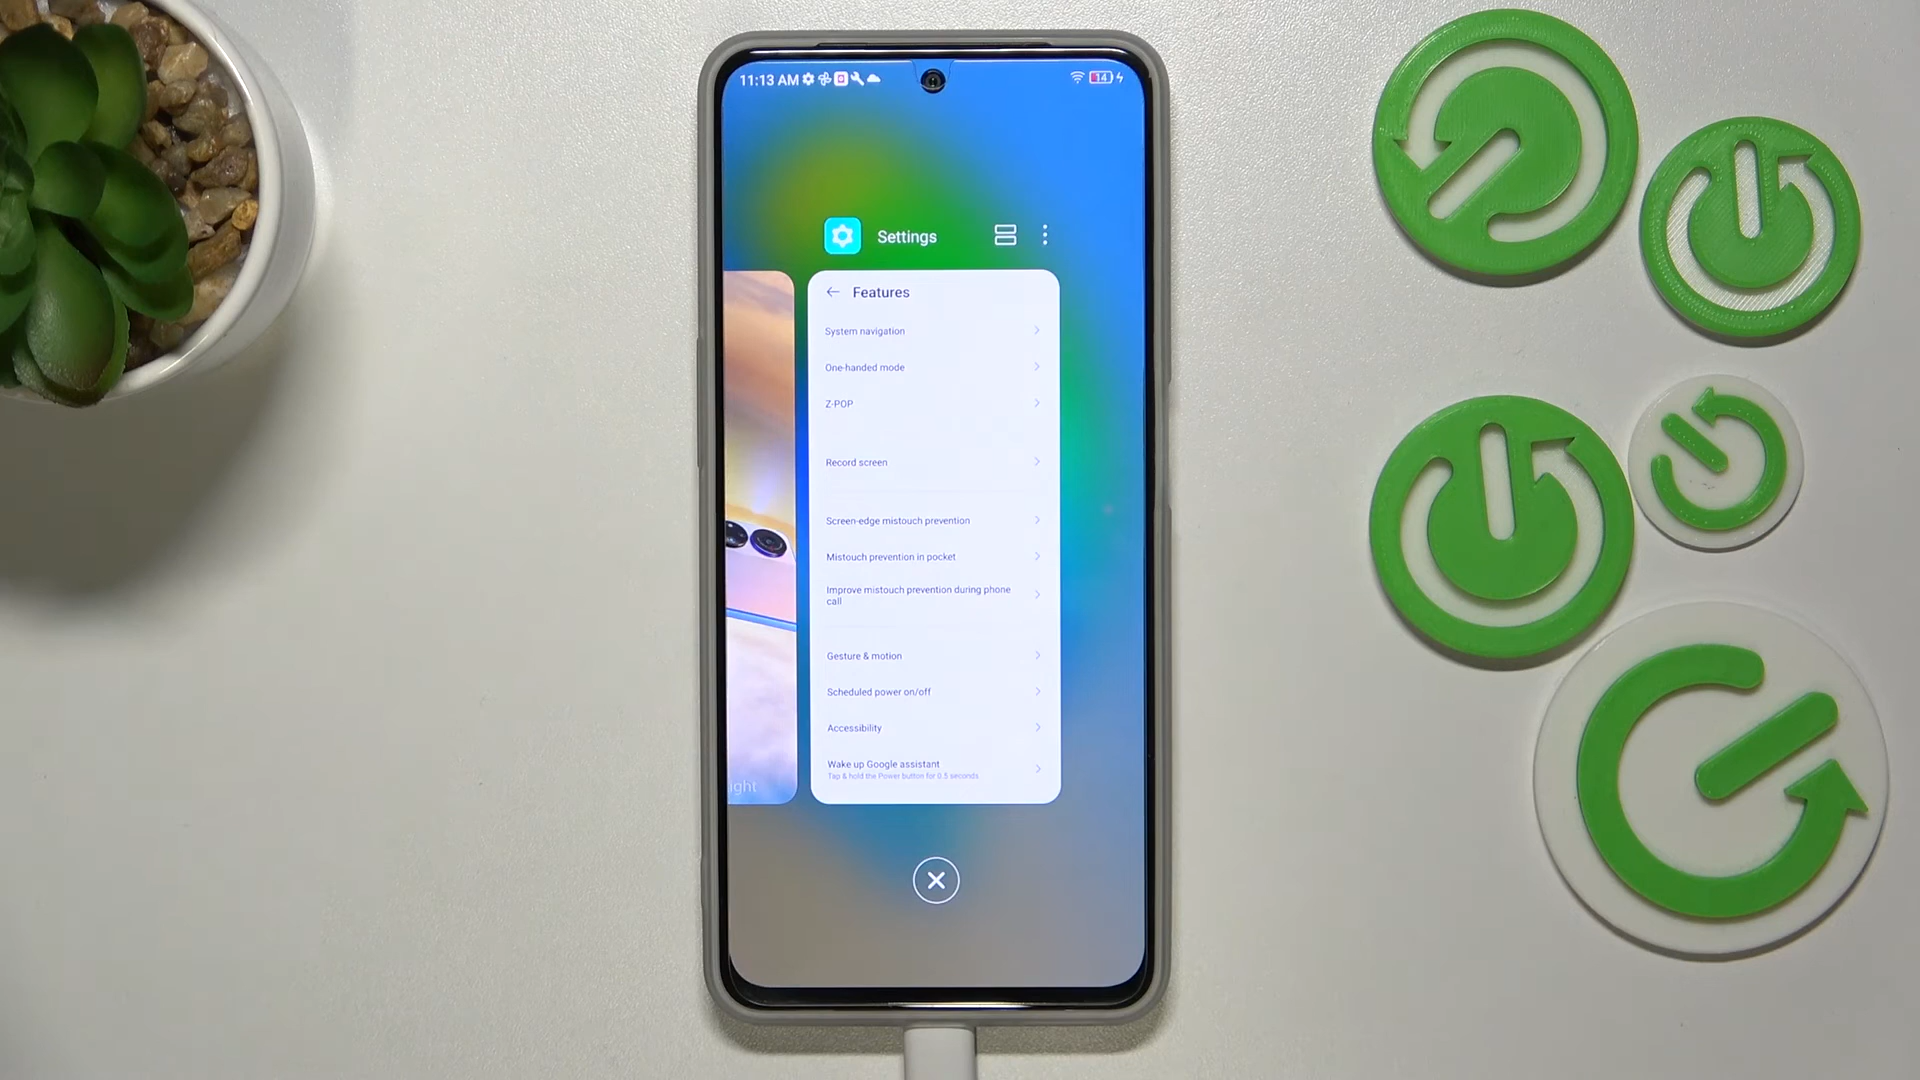 11:13 AM
14
Settings
Features
System navigation
One-handed mode
Z-POP
Record screen
Screen-edge mistouch prevention
Mistouch prevention in pocket
Improve mistouch prevention during phone
call
Gesture & motion
Scheduled power on/off
Accessibility
Wake up Google assistant
Tap & hold the Power button for 0.5 seconds
ight